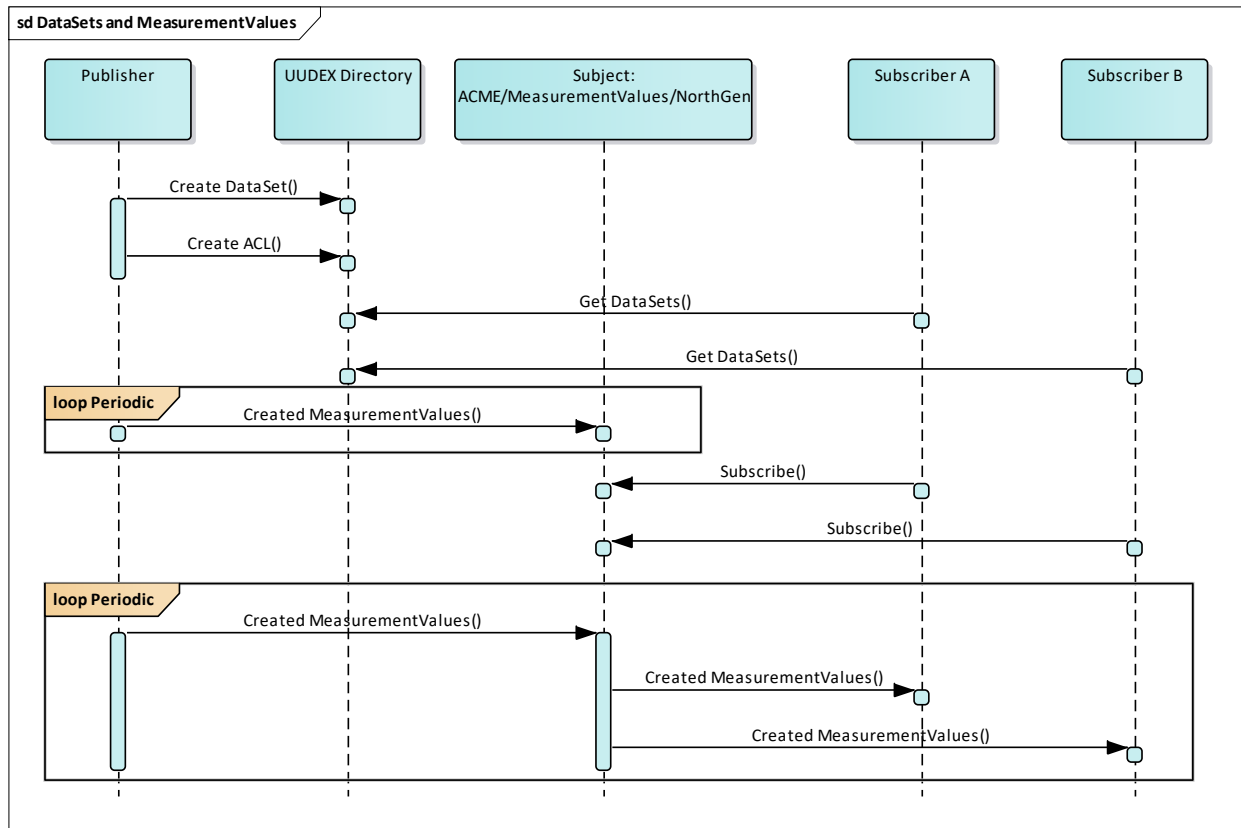 sd DataSets and MeasurementValues
Publisher
UUDEX Directory
Subject:
ACME/MeasurementValues/NorthGen
Subscriber A
Subscriber B
Create DataSet()
Create ACL()
Get DataSets()
Get DataSets()
loop Periodic
Created MeasurementValues()
Subscribe()
Subscribe()
loop Periodic
Created MeasurementValues()
Created MeasurementValues()
Created MeasurementValues()